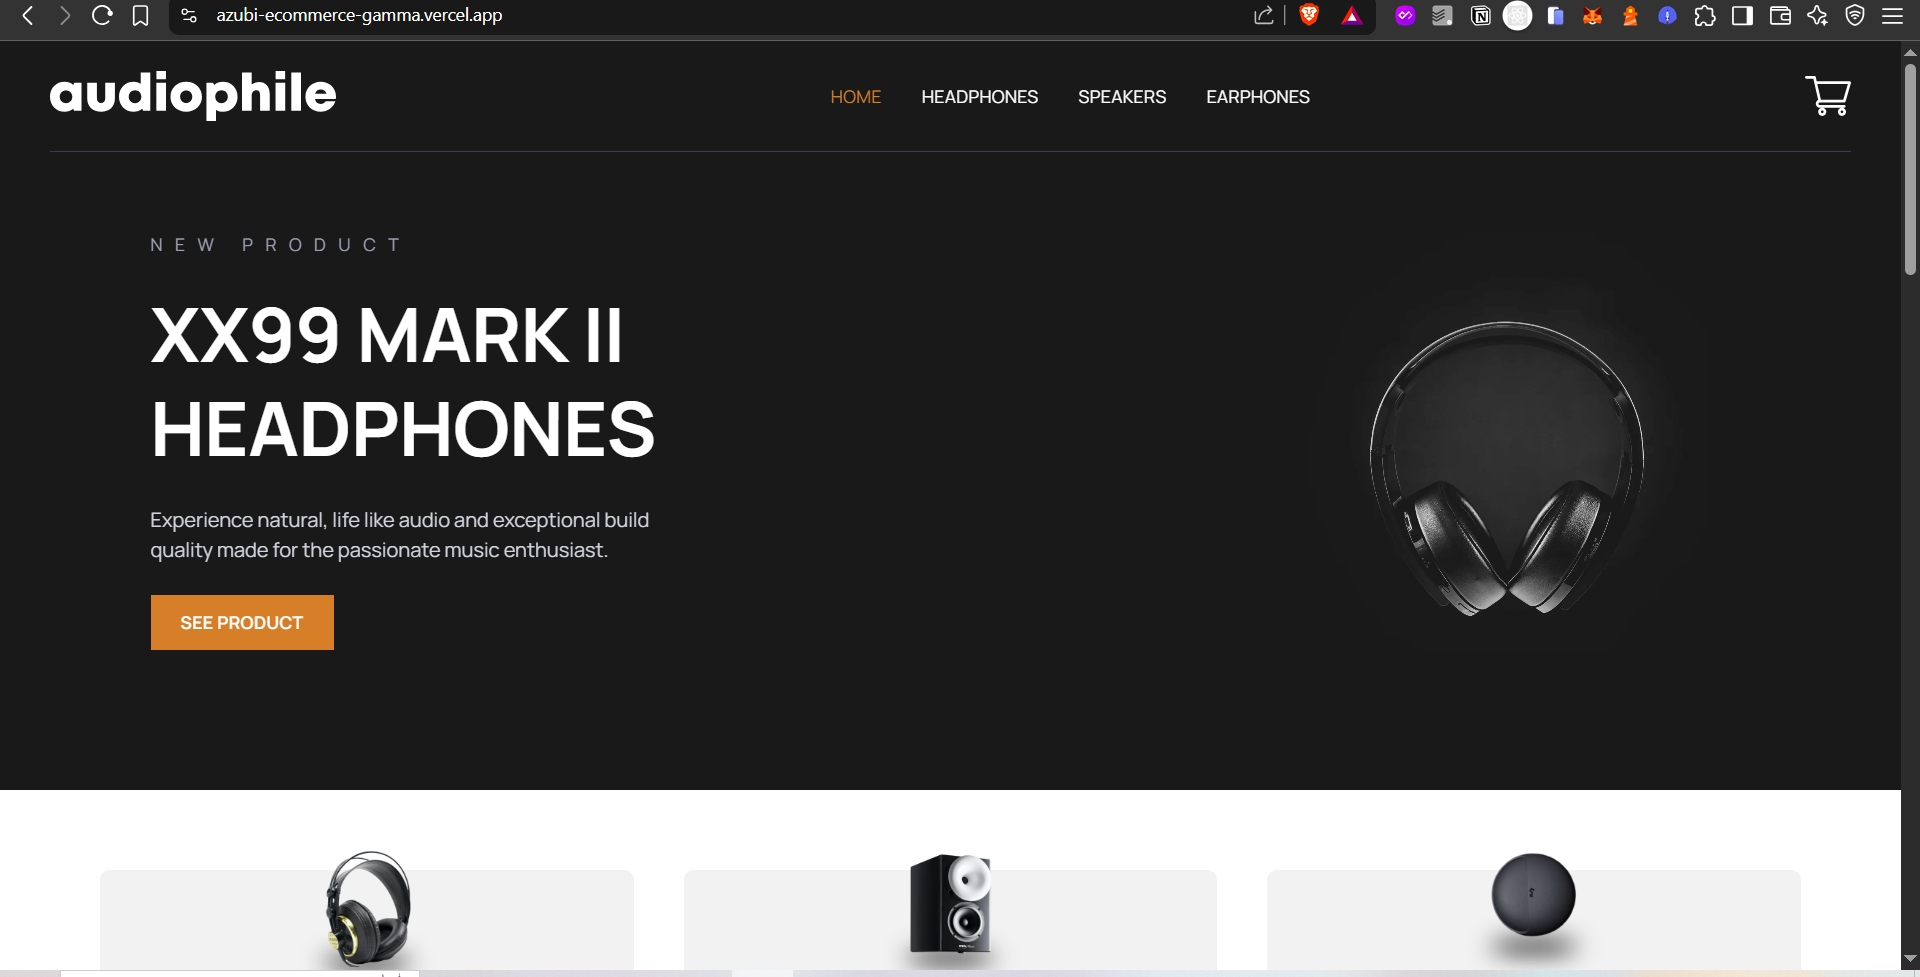 azubi-ecommerce-gamma.vercel.app
audiophile
HOME
HEADPHONES
SPEAKERS
EARPHONES
NEW PRODUCT
XX99 MARK II
HEADPHONES
Experience natural, life like audio and exceptional build
quality made for the passionate music enthusiast.
SEE PRODUCT